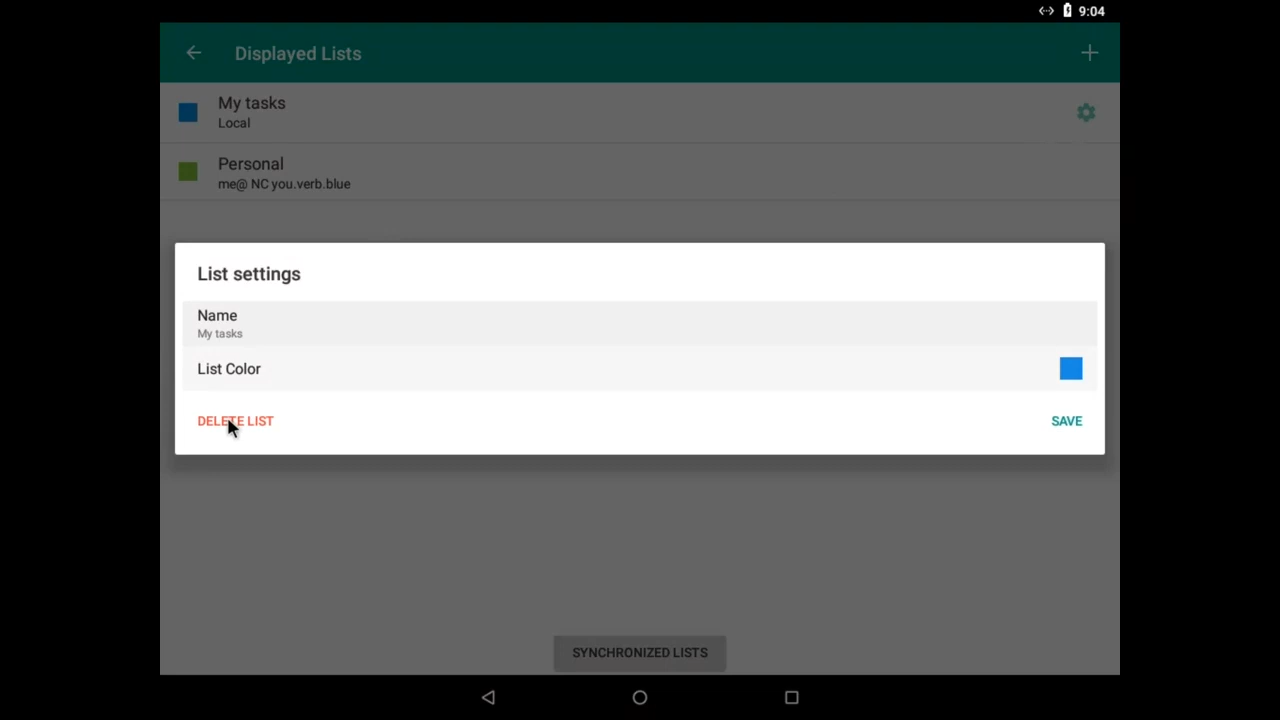 9:04
Displayed Lists
My tasks
Local
Personal
me@ NC you.verb.blue
List settings
Name
My tasks
List Color
DELETE LIST
SAVE
SYNCHRONIZED LISTS